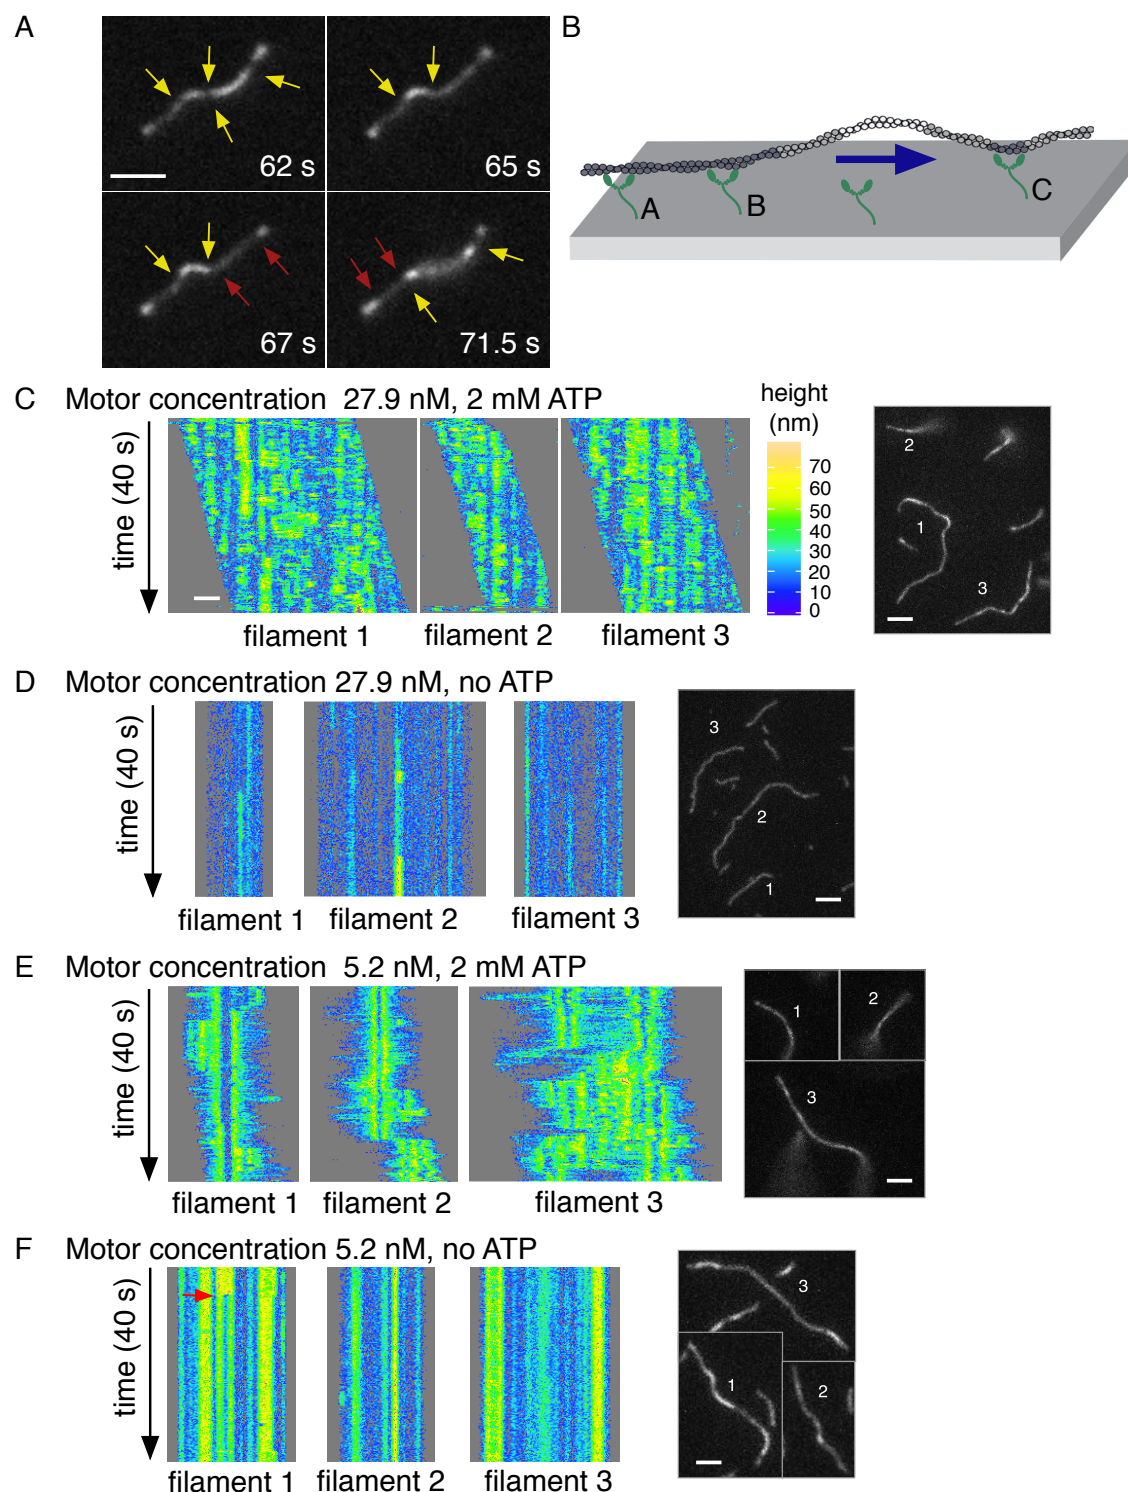 A
B
62 s
65 s
67 s
71.5 s
A
B
C
C Motor concentration 27.9 nM, 2 mM ATP
time (40 s)
filament 1
filament 2
filament 3
height
(nm)
70
60
50
40
30
20
10
0
2
1
3
D Motor concentration 27.9 nM, no ATP
time (40 s)
filament 1
filament 2
filament 3
3
2
1
E Motor concentration 5.2 nM, 2 mM ATP
time (40 s)
filament 1
filament 2
filament 3
1
2
3
F Motor concentration 5.2 nM, no ATP
time (40 s)
filament 1
filament 2
filament 3
3
1
2